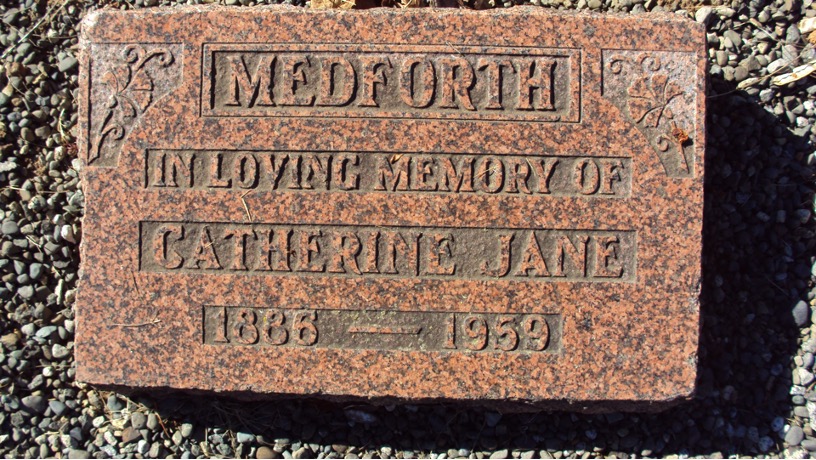 MEDFORTH
IN LOVING MEMORY OF
CATHERINE JANE
1886 — 1959